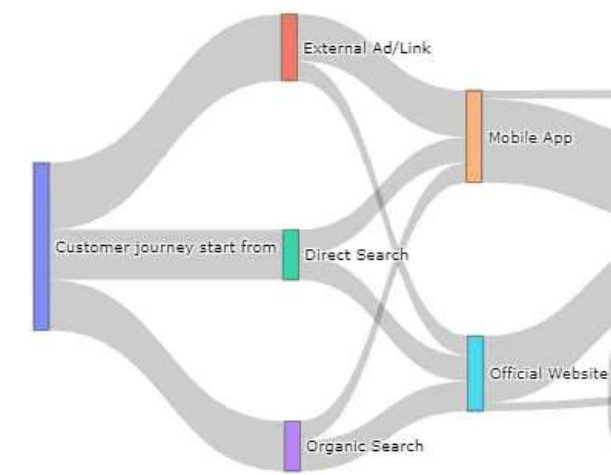 External Ad/Link
Mobile App
Customer journey start from
Direct Search
Official Website
Organic Search